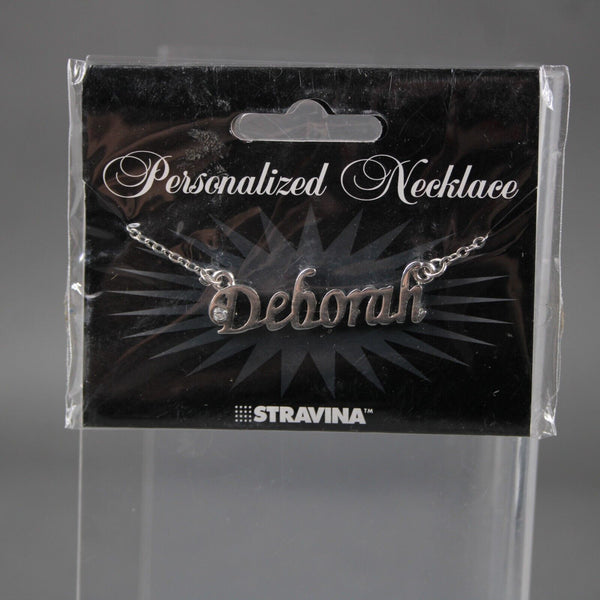 Personalized Necklace
Deborah
STRAVINA™